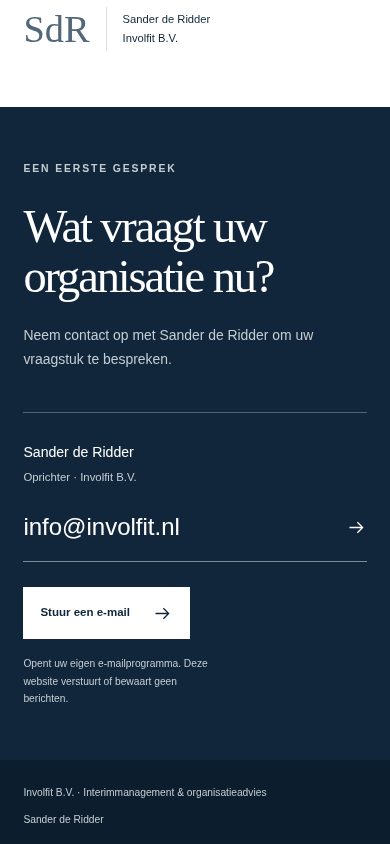 SdR
Sander de Ridder
Involfit B.V.
EEN EERSTE GESPREK
Wat vraagt uw
organisatie nu?
Neem contact op met Sander de Ridder om uw
vraagstuk te bespreken.
Sander de Ridder
Oprichter · Involfit B.V.
info@involfit.nl →
Stuur een e-mail →
Opent uw eigen e-mailprogramma. Deze
website verstuurt of bewaart geen
berichten.
Involfit B.V. · Interimmanagement & organisatieadvies
Sander de Ridder